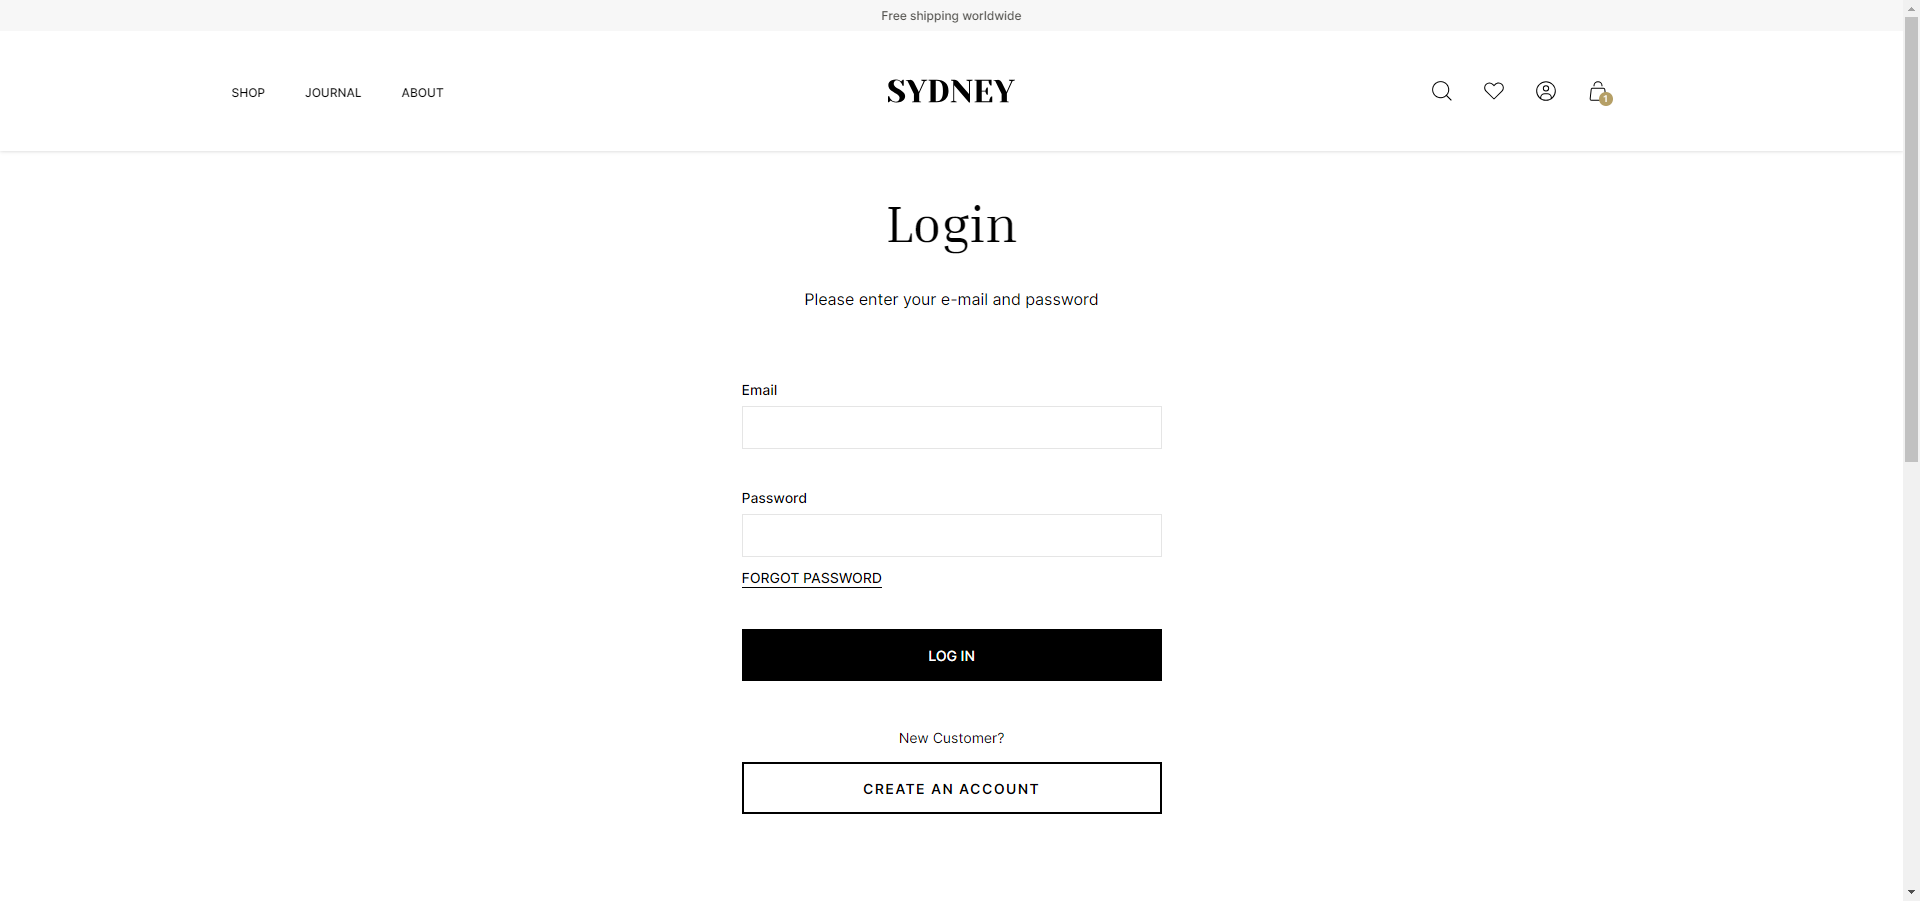 Free shipping worldwide
SHOP JOURNAL ABOUT SYDNEY 1
Login
Please enter your e-mail and password
Email
Password
FORGOT PASSWORD
LOG IN
New Customer?
CREATE AN ACCOUNT